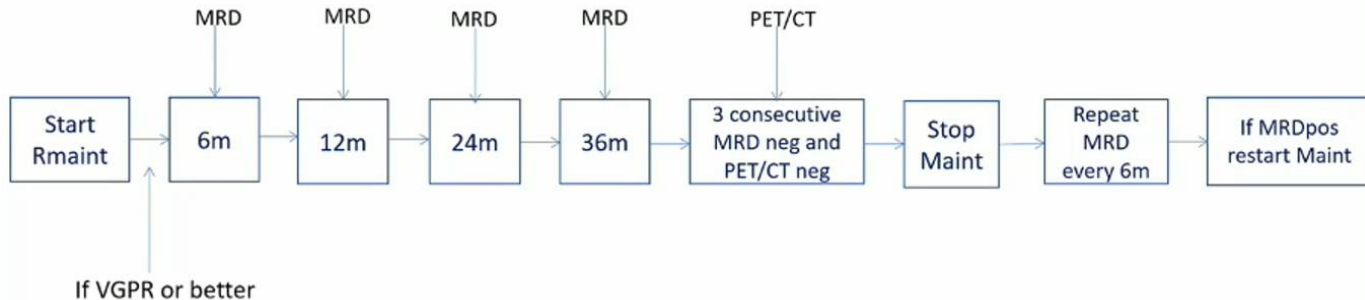 MRD
MRD
MRD
MRD
PET/CT
Start
Rmaint
6m
12m
24m
36m
3 consecutive
MRD neg and
PET/CT neg
Stop
Maint
Repeat
MRD
every 6m
If MRDpos
restart Maint
If VGPR or better